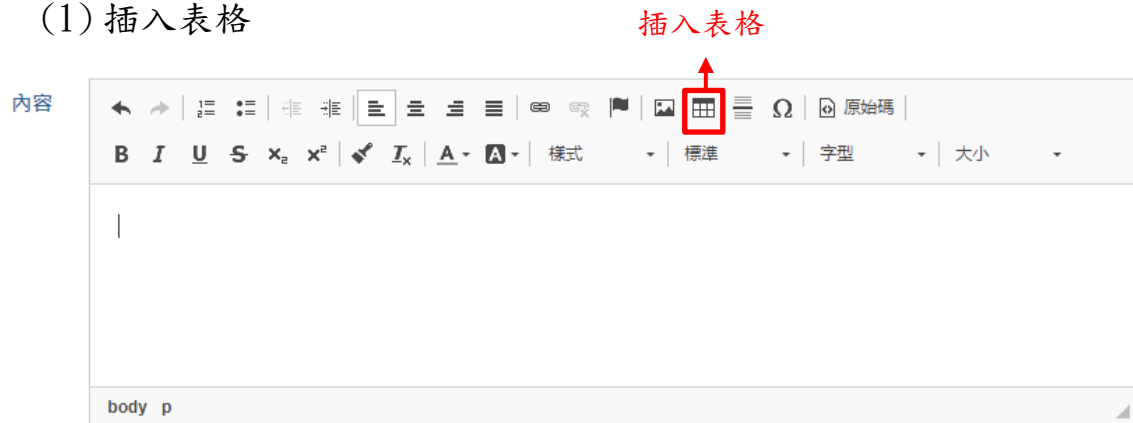 (1)插入表格
插入表格
內容
Ω 原始碼
B I U S x₂ x² Ix A A 樣式 標準 字型 大小
body p